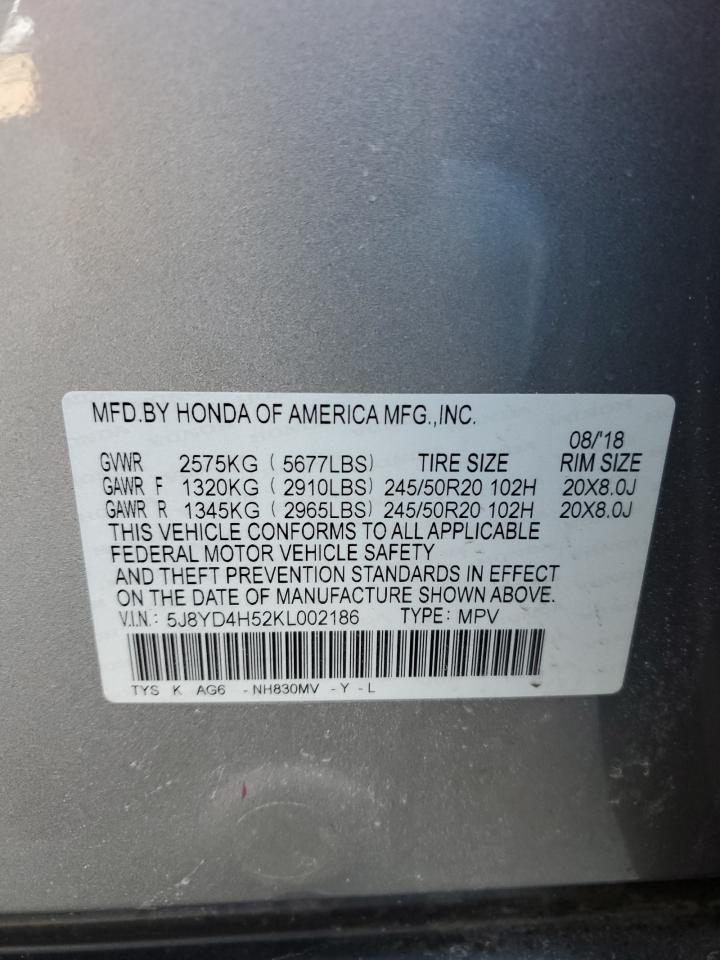 MFD.BY HONDA OF AMERICA MFG.,INC.
08/'18
GVWR 2575KG ( 5677LBS) TIRE SIZE RIM SIZE
GAWR F 1320KG ( 2910LBS) 245/50R20 102H 20X8.0J
GAWR R 1345KG ( 2965LBS) 245/50R20 102H 20X8.0J
THIS VEHICLE CONFORMS TO ALL APPLICABLE
FEDERAL MOTOR VEHICLE SAFETY
AND THEFT PREVENTION STANDARDS IN EFFECT
ON THE DATE OF MANUFACTURE SHOWN ABOVE.
V.I.N.: 5J8YD4H52KL002186 TYPE: MPV
TYS K AG6 -NH830MV -Y -L